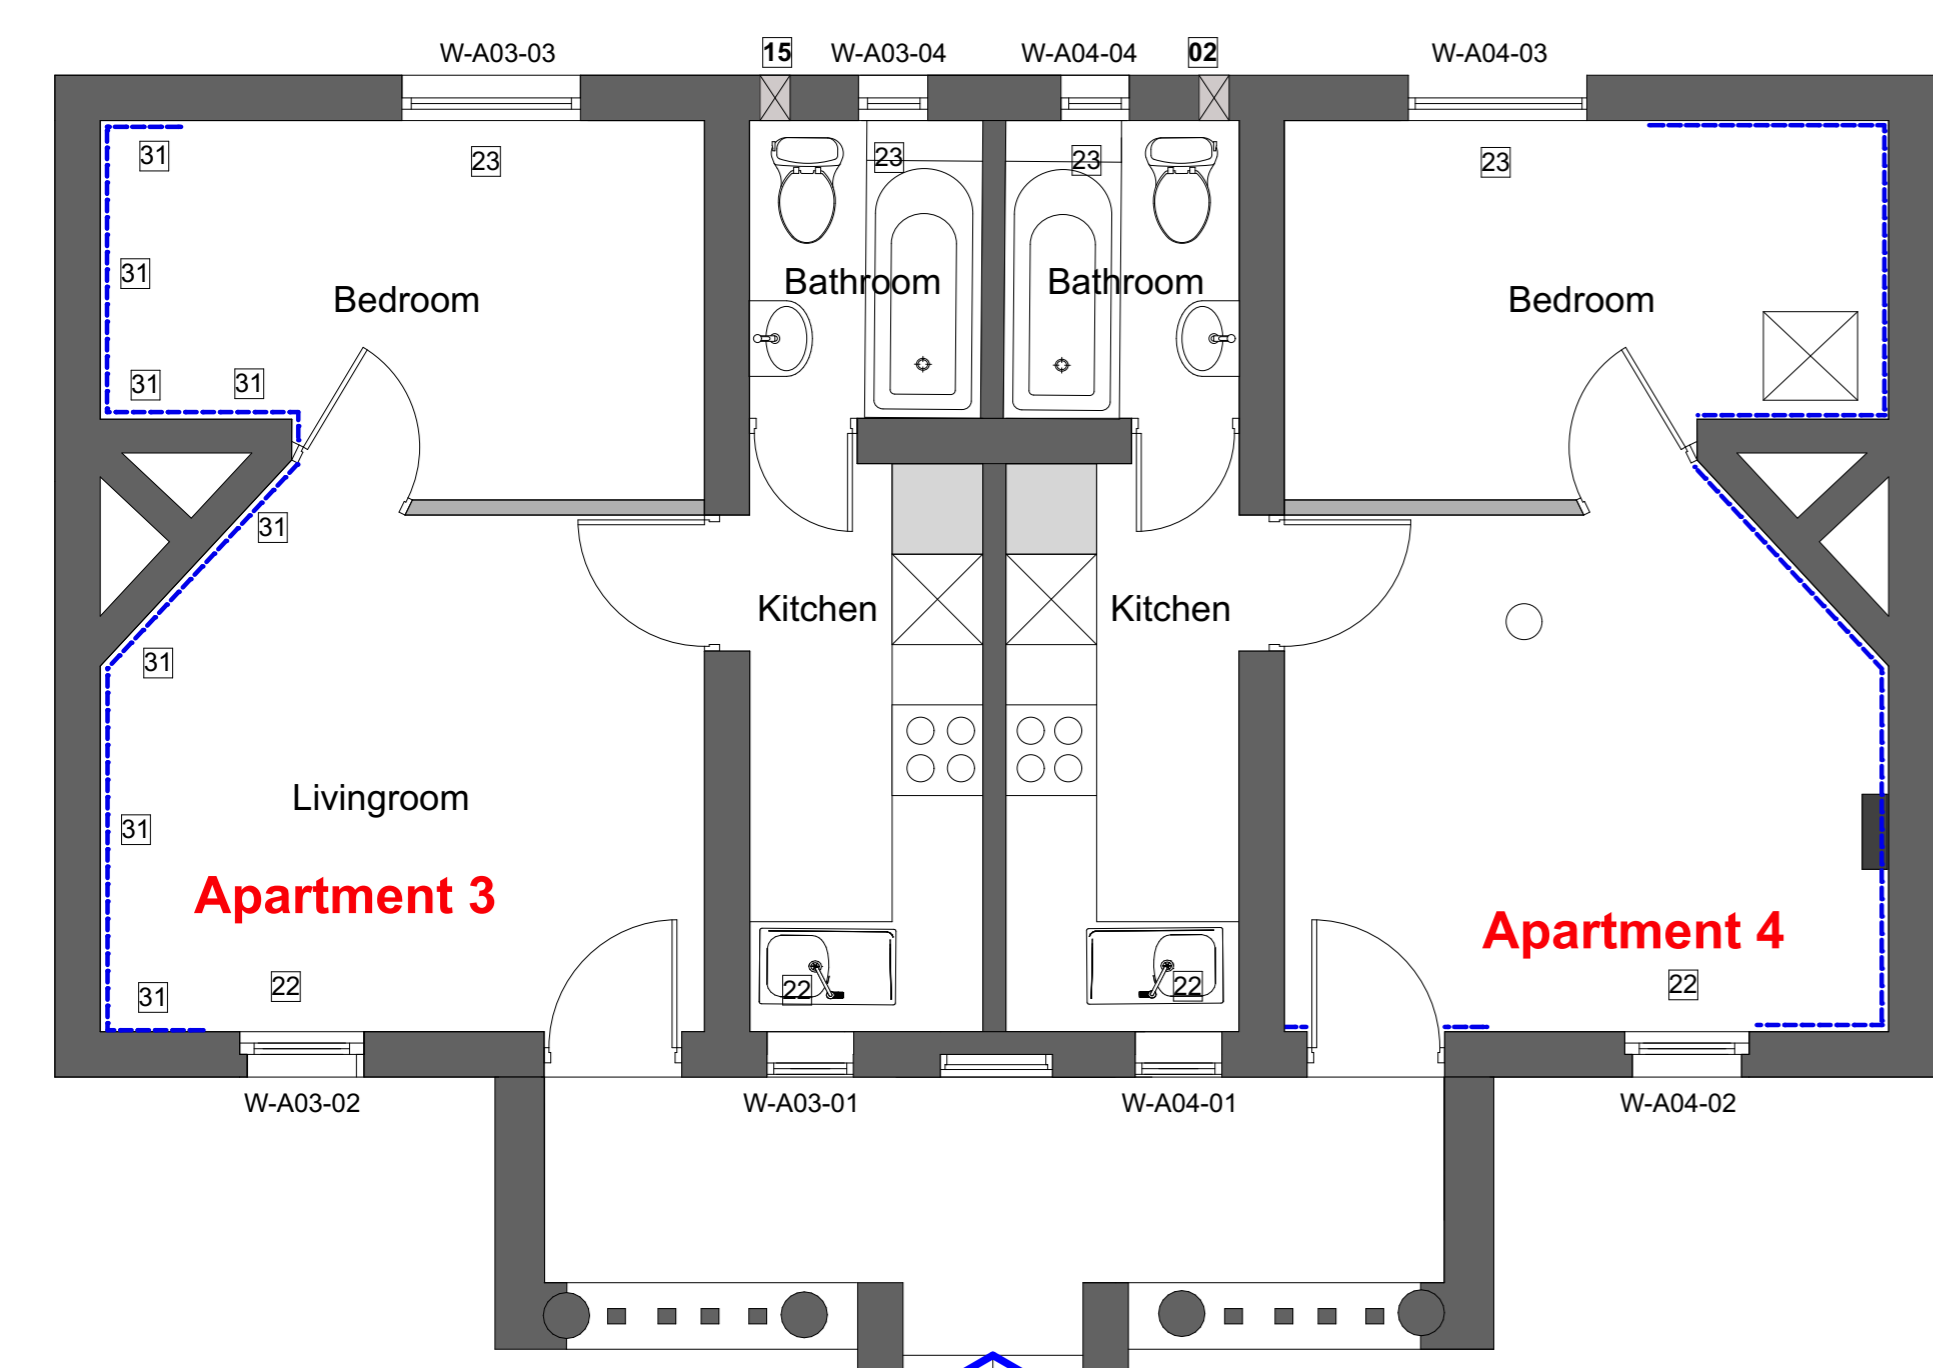 W-A03-03
15
W-A03-04
W-A04-04
02
W-A04-03
31
23
23
23
23
31
Bedroom
Bathroom
Bathroom
Bedroom
31
31
31
Kitchen
Kitchen
31
Livingroom
31
Apartment 3
Apartment 4
31
22
22
22
22
W-A03-02
W-A03-01
W-A04-01
W-A04-02